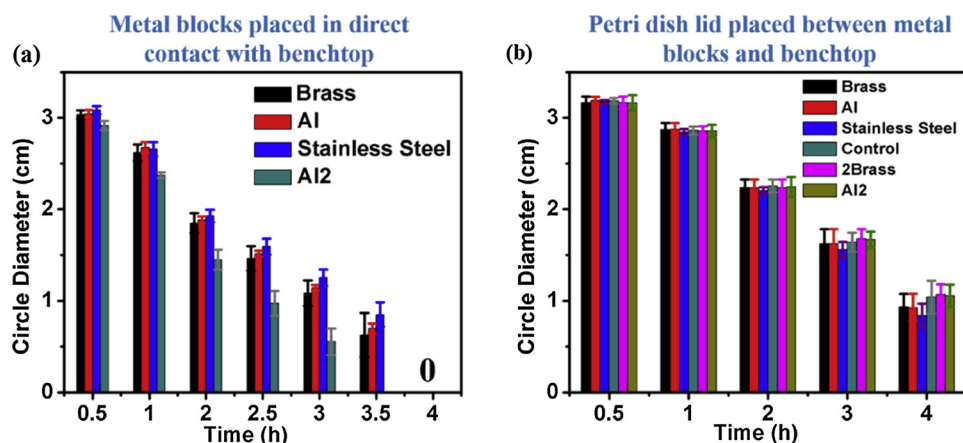 Metal blocks placed in direct
contact with benchtop
(a)
Brass
Al
Stainless Steel
Al2
Circle Diameter (cm)
3
2
1
0
0
0.5 1 2 2.5 3 3.5 4
Time (h)
Petri dish lid placed between metal
blocks and benchtop
(b)
Brass
Al
Stainless Steel
Control
2Brass
Al2
Circle Diameter (cm)
3
2
1
0
0.5 1 2 3 4
Time (h)